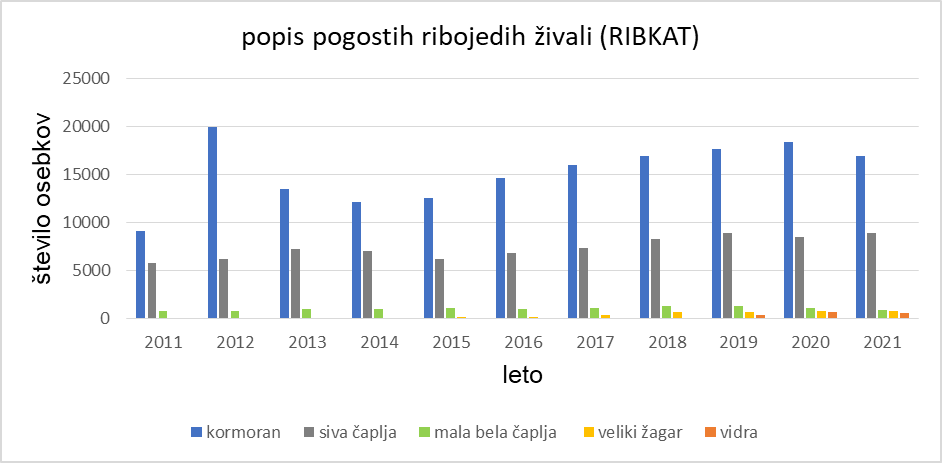 popis pogostih ribojedih živali (RIBKAT)
število osebkov
25000
20000
15000
10000
5000
0
2011 2012 2013 2014 2015 2016 2017 2018 2019 2020 2021
leto
kormoran siva čaplja mala bela čaplja veliki žagar vidra